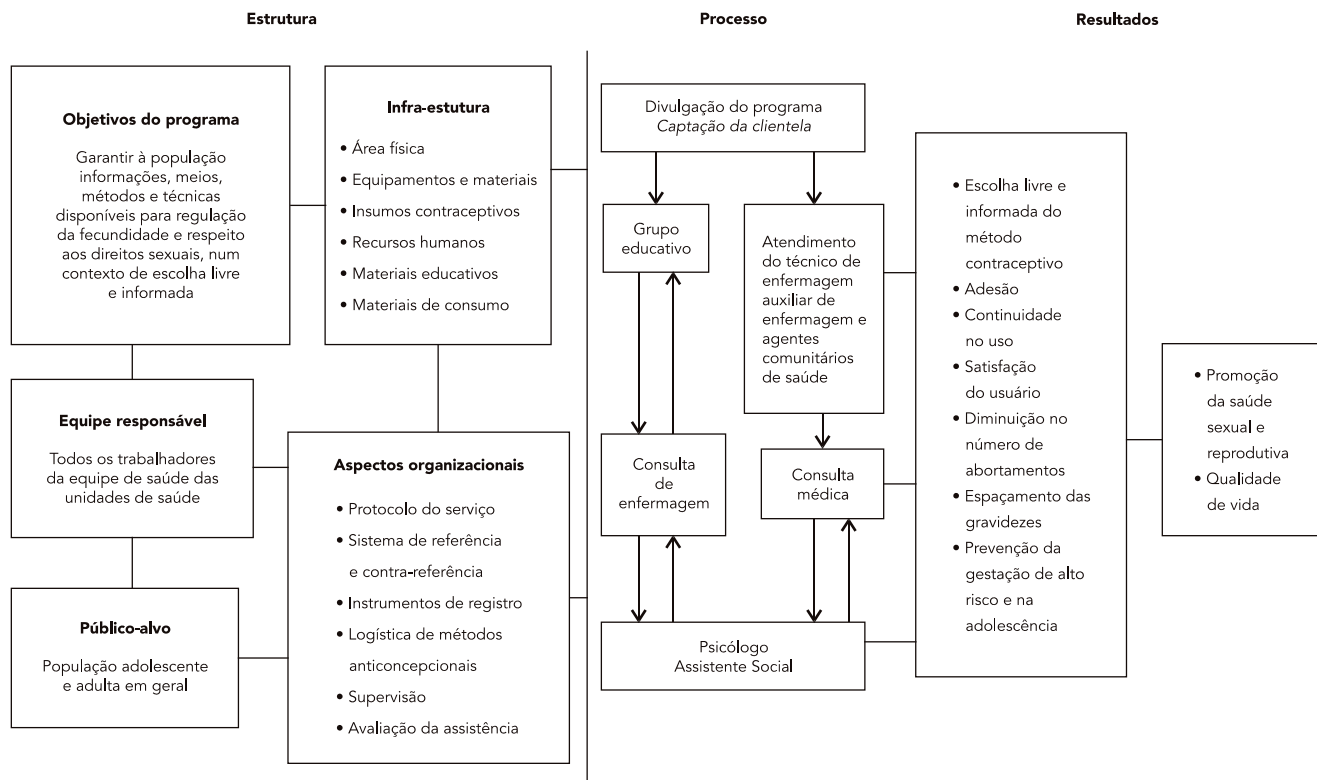 Estrutura
Processo
Resultados
Objetivos do programa
Garantir à população
informações, meios,
métodos e técnicas
disponíveis para regulação
da fecundidade e respeito
aos direitos sexuais, num
contexto de escolha livre
e informada
Infra-estutura
• Área física
• Equipamentos e materiais
• Insumos contraceptivos
• Recursos humanos
• Materiais educativos
• Materiais de consumo
Equipe responsável
Todos os trabalhadores
da equipe de saúde das
unidades de saúde
Aspectos organizacionais
• Protocolo do serviço
• Sistema de referência
e contra-referência
• Instrumentos de registro
• Logística de métodos
anticoncepcionais
• Supervisão
• Avaliação da assistência
Público-alvo
População adolescente
e adulta em geral
Divulgação do programa
Captação da clientela
Grupo
educativo
Atendimento
do técnico de
enfermagem
auxiliar de
enfermagem e
agentes
comunitários
de saúde
Consulta
de
enfermagem
Consulta
médica
Psicólogo
Assistente Social
• Escolha livre e
informada do
método
contraceptivo
• Adesão
• Continuidade
no uso
• Satisfação
do usuário
• Diminuição no
número de
abortamentos
• Espaçamento das
gravidezes
• Prevenção da
gestação de alto
risco e na
adolescência
• Promoção
da saúde
sexual e
reprodutiva
• Qualidade
de vida